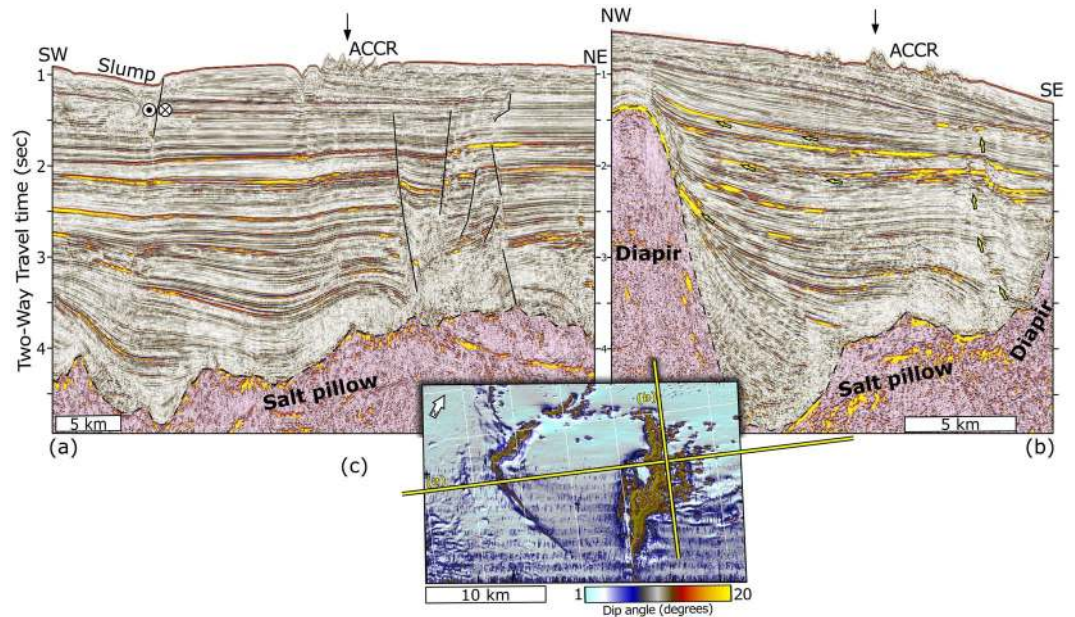 SW
Slump
ACCR
NE
1
2
3
4
Two-Way Travel time (sec)
Salt pillow
5 km
(a)
NW
ACCR
SE
1
2
3
4
Diapir
Salt pillow
Diapir
5 km
(b)
(c)
(a)
(b)
10 km
1
20
Dip angle (degrees)